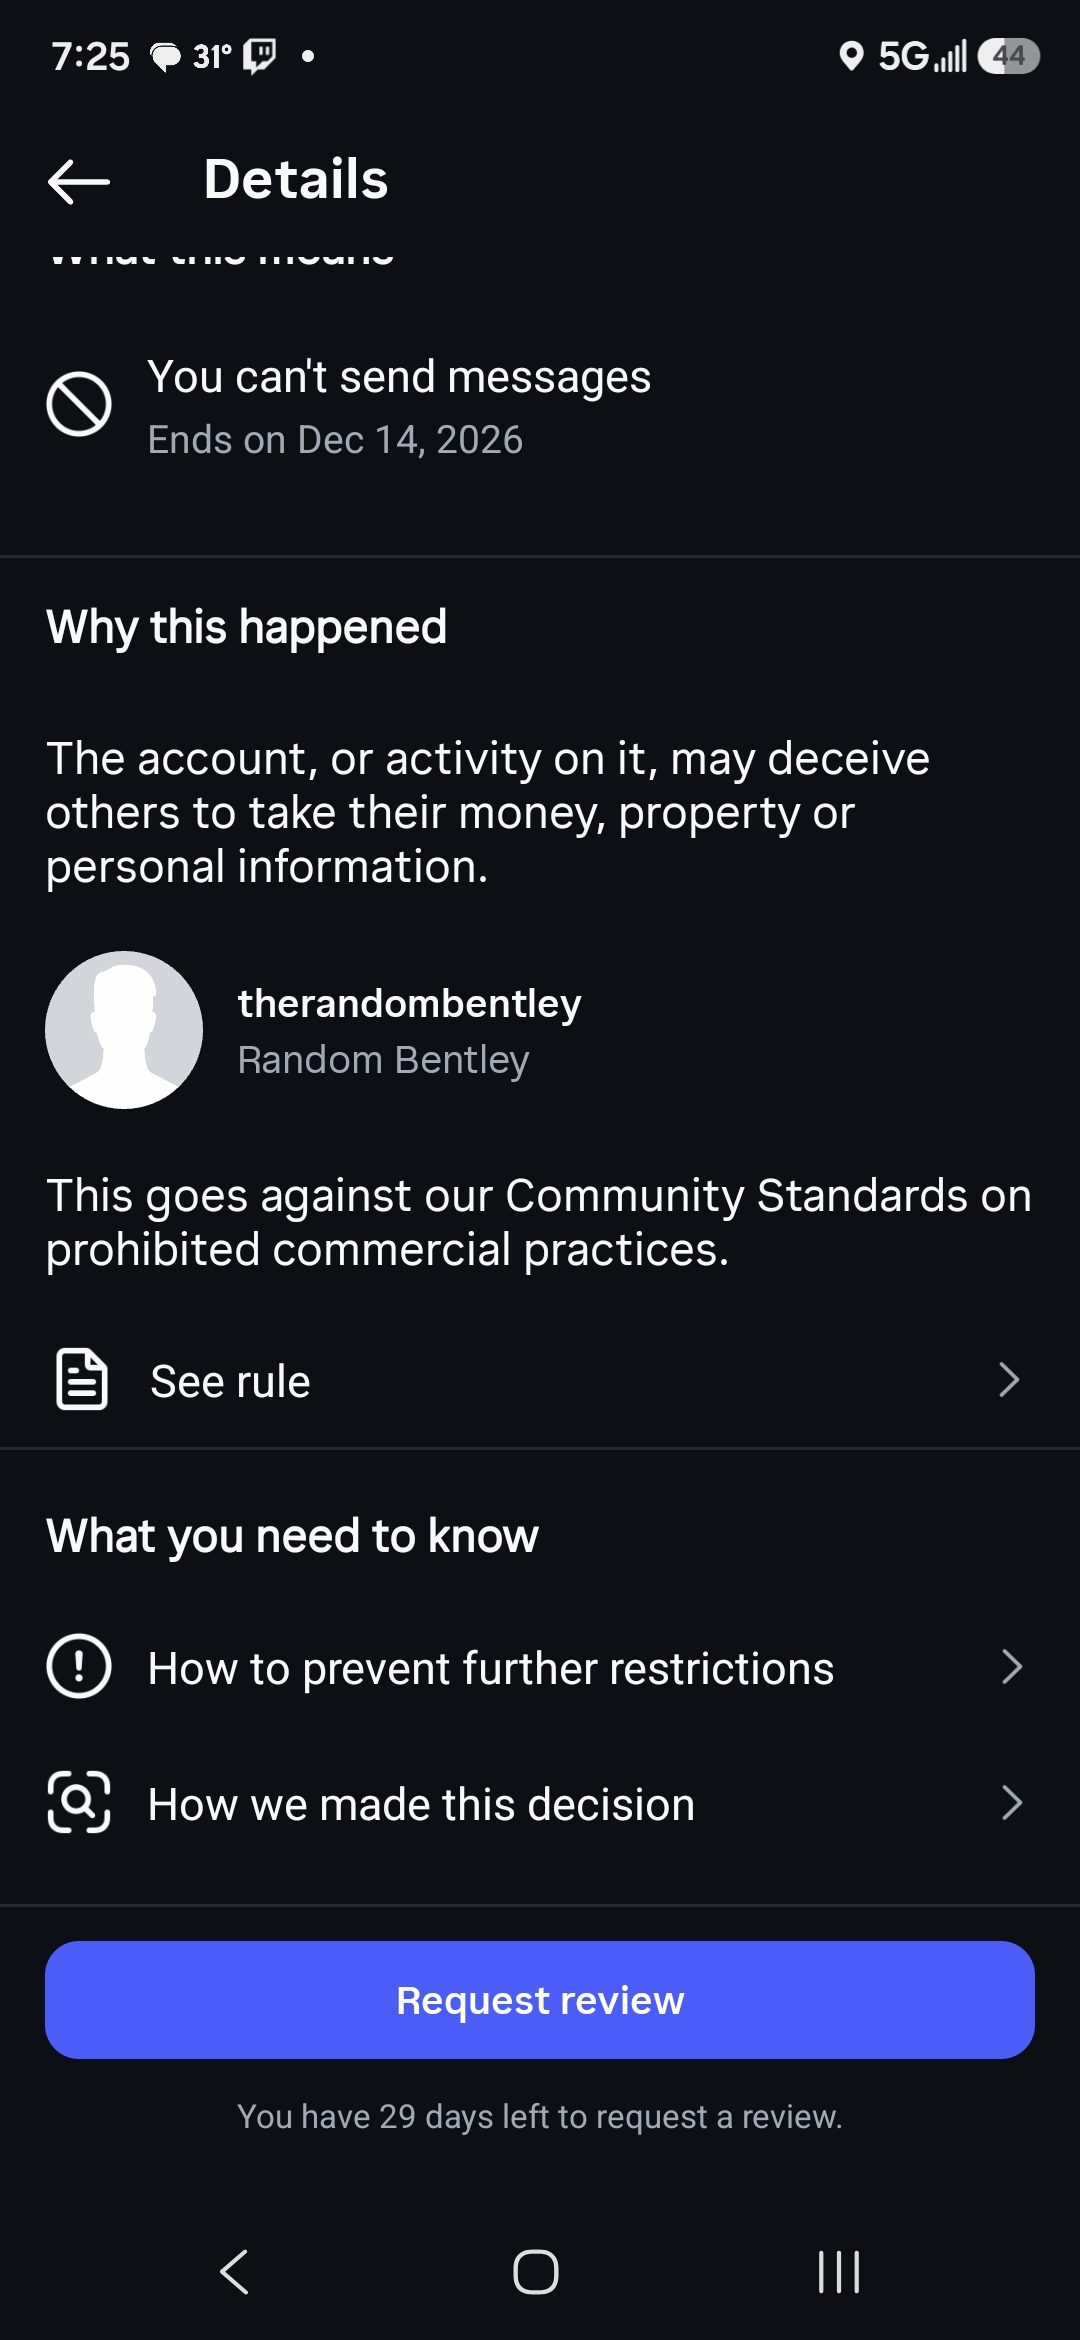 7:25 31° 5G 44
Details
What this means
You can't send messages
Ends on Dec 14, 2026
Why this happened
The account, or activity on it, may deceive
others to take their money, property or
personal information.
therandombentley
Random Bentley
This goes against our Community Standards on
prohibited commercial practices.
See rule
What you need to know
How to prevent further restrictions
How we made this decision
Request review
You have 29 days left to request a review.